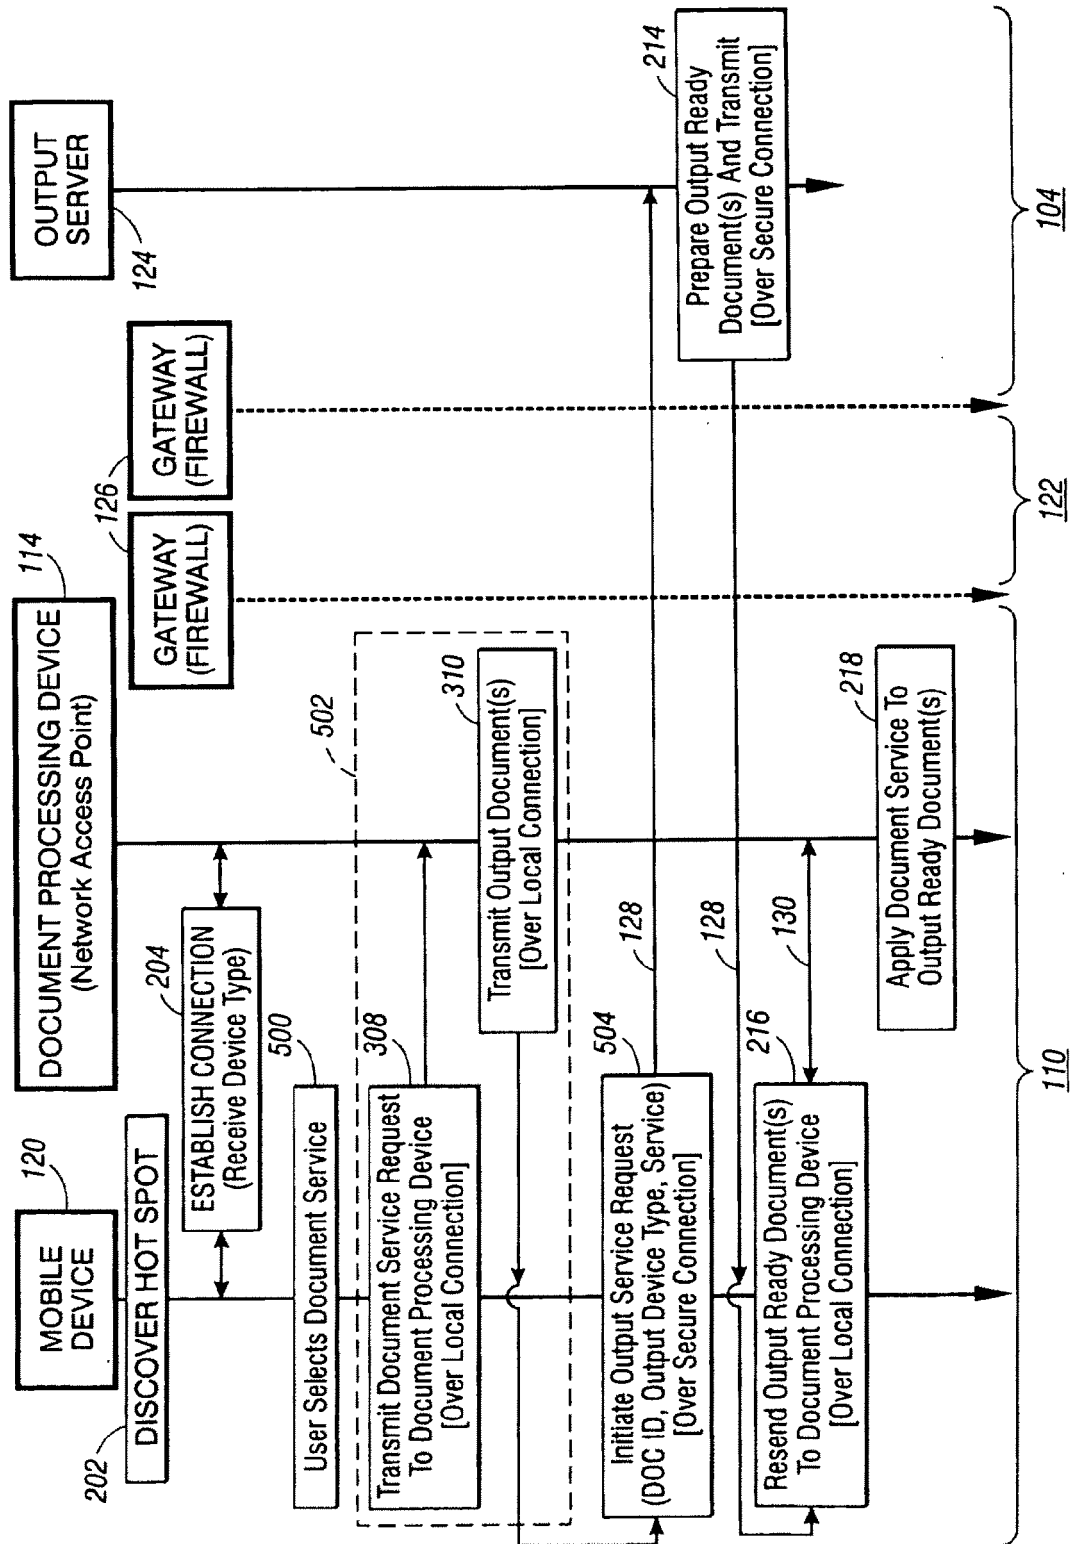 MOBILE
DEVICE
120
DOCUMENT PROCESSING DEVICE
(Network Access Point)
114
OUTPUT
SERVER
124
126
GATEWAY
(FIREWALL)
GATEWAY
(FIREWALL)
DISCOVER HOT SPOT
202
ESTABLISH CONNECTION
(Receive Device Type)
204
User Selects Document Service
500
502
Transmit Document Service Request
To Document Processing Device
[Over Local Connection]
308
Transmit Output Document(s)
[Over Local Connection]
310
Initiate Output Service Request
(DOC ID, Output Device Type, Service)
[Over Secure Connection]
504
128
Prepare Output Ready
Document(s) And Transmit
[Over Secure Connection]
214
128
Resend Output Ready Document(s)
To Document Processing Device
[Over Local Connection]
216
130
Apply Document Service To
Output Ready Document(s)
218
110
122
104